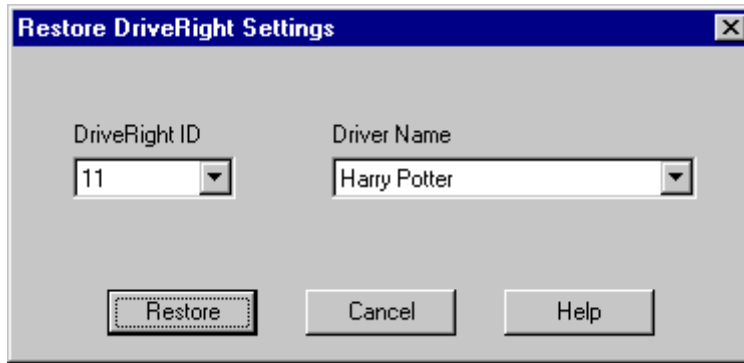 Restore DriveRight Settings
DriveRight ID Driver Name
11 Harry Potter
Restore Cancel Help